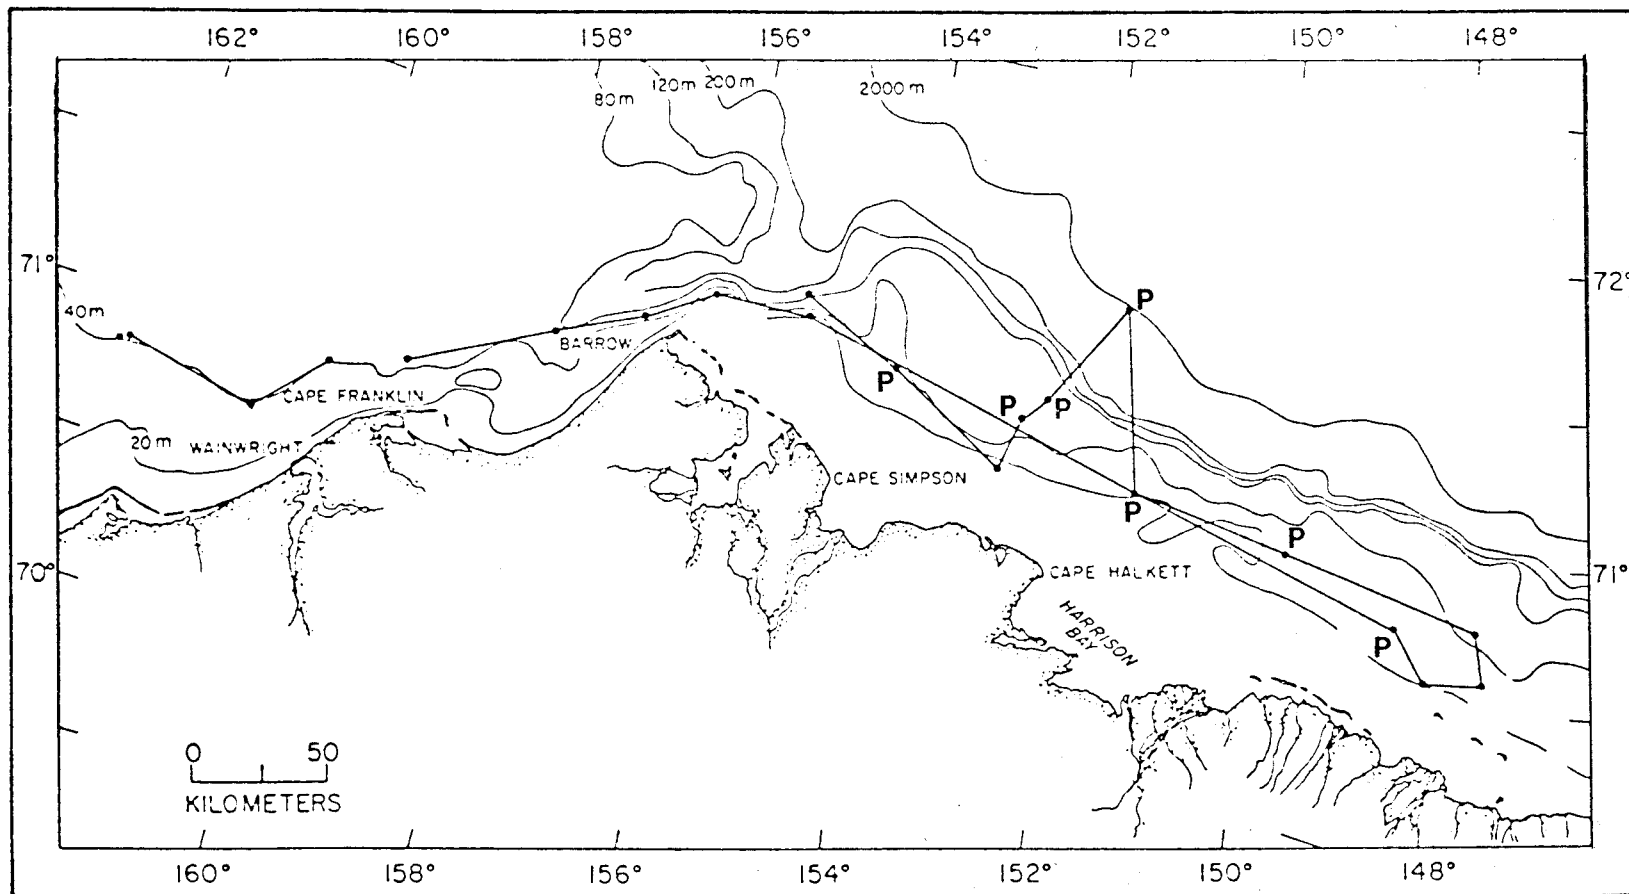 162° 160° 158° 156° 154° 152° 150° 148°
80m 120m 200m 2000m
71° 72°
40m
P
BARROW
P
CAPE FRANKLIN
P P
20m WAINWRIGHT
CAPE SIMPSON
P
P
70° 71°
CAPE HALKETT
HARRISON
BAY
P
0 50
KILOMETERS
160° 158° 156° 154° 152° 150° 148°